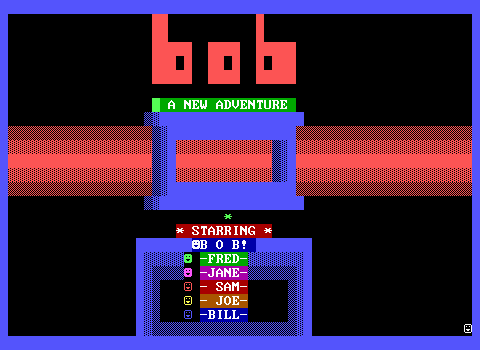 bob
A NEW ADVENTURE
*
* STARRING *
B O B!
-FRED-
-JANE-
- SAM-
- JOE-
-BILL-